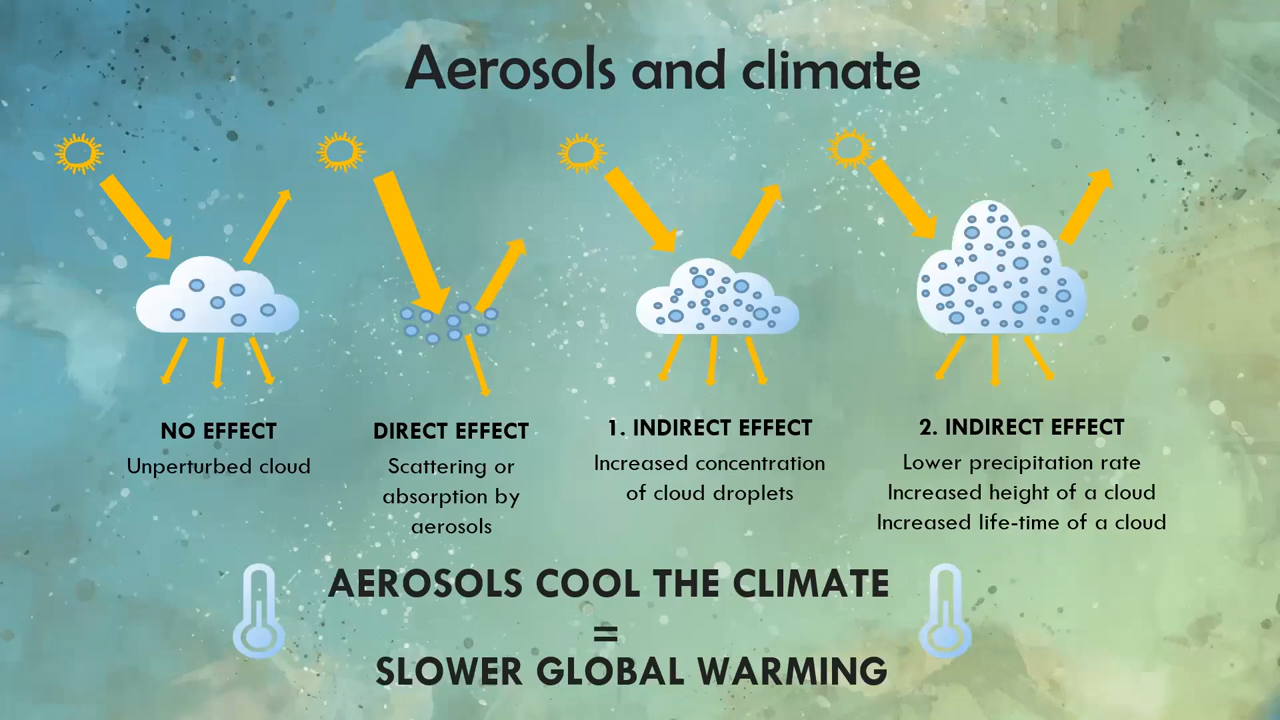 Aerosols and climate
NO EFFECT
Unperturbed cloud
DIRECT EFFECT
Scattering or
absorption by
aerosols
1. INDIRECT EFFECT
Increased concentration
of cloud droplets
2. INDIRECT EFFECT
Lower precipitation rate
Increased height of a cloud
Increased life-time of a cloud
AEROSOLS COOL THE CLIMATE
=
SLOWER GLOBAL WARMING